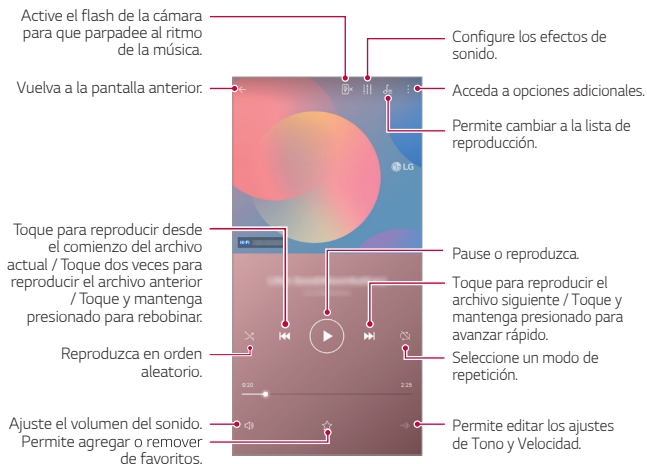 Active el flash de la cámara
para que parpadee al ritmo
de la música.
Configure los efectos de
sonido.
Vuelva a la pantalla anterior.
Acceda a opciones adicionales.
Permite cambiar a la lista de
reproducción.
LG
Hi-Fi
Toque para reproducir desde
el comienzo del archivo
actual / Toque dos veces para
reproducir el archivo anterior
/ Toque y mantenga
presionado para rebobinar.
Pause o reproduzca.
Toque para reproducir el
archivo siguiente / Toque y
mantenga presionado para
avanzar rápido.
Reproduzca en orden
aleatorio.
Seleccione un modo de
repetición.
0:20
2:25
Ajuste el volumen del sonido.
Permite agregar o remover
de favoritos.
Permite editar los ajustes
de Tono y Velocidad.